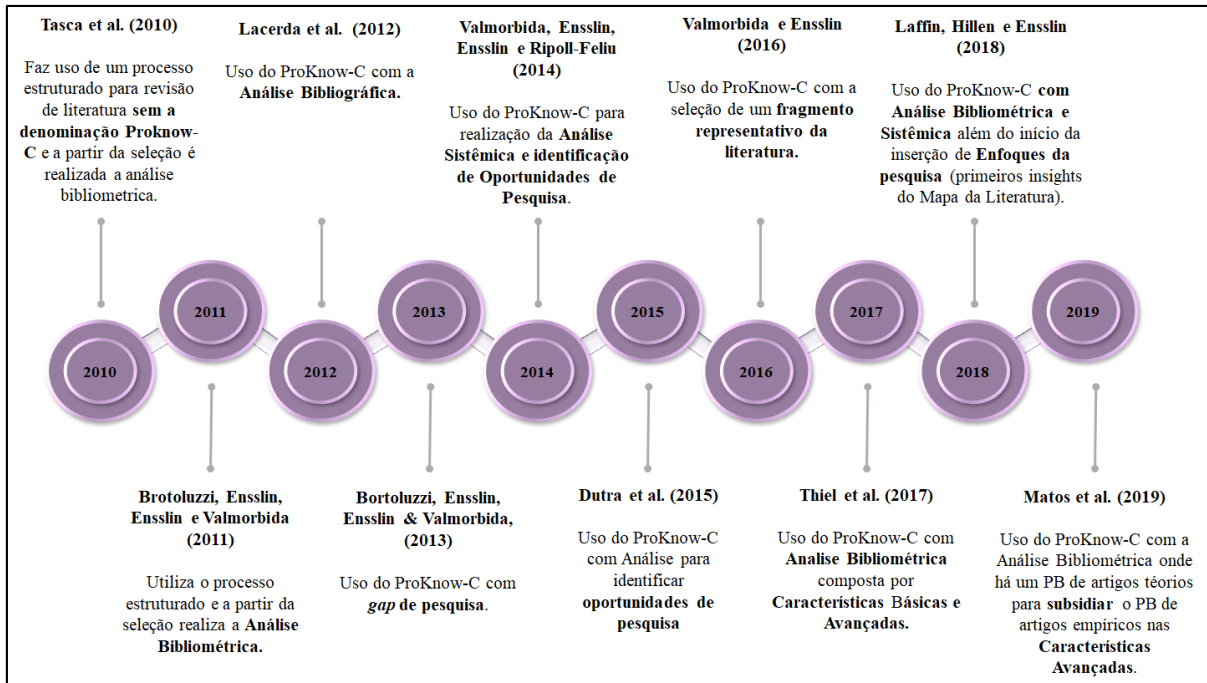 Tasca et al. (2010)
Faz uso de um processo
estruturado para revisão
de literatura sem a
denominação Proknow-
C e a partir da seleção é
realizada a análise
bibliometrica.
Lacerda et al. (2012)
Uso do ProKnow-C com a
Análise Bibliográfica.
Valmorbida, Ensslin,
Ensslin e Ripoll-Feliu
(2014)
Uso do ProKnow-C para
realização da Análise
Sistêmica e identificação
de Oportunidades de
Pesquisa.
Valmorbida e Ensslin
(2016)
Uso do ProKnow-C com a
seleção de um fragmento
representativo da
literatura.
Laffin, Hillen e Ensslin
(2018)
Uso do ProKnow-C com
Análise Bibliométrica e
Sistêmica além do início da
inserção de Enfoques da
pesquisa (primeiros insights
do Mapa da Literatura).
2010
2011
2012
2013
2014
2015
2016
2017
2018
2019
Brotoluzzi, Ensslin,
Ensslin e Valmorbida
(2011)
Utiliza o processo
estruturado e a partir da
seleção realiza a Análise
Bibliométrica.
Bortoluzzi, Ensslin,
Ensslin & Valmorbida,
(2013)
Uso do ProKnow-C com
gap de pesquisa.
Dutra et al. (2015)
Uso do ProKnow-C
com Análise para
identificar
oportunidades de
pesquisa
Thiel et al. (2017)
Uso do ProKnow-C com
Analise Bibliométrica
composta por
Características Básicas e
Avançadas.
Matos et al. (2019)
Uso do ProKnow-C com a
Análise Bibliométrica onde
há um PB de artigos téorios
para subsidiar o PB de
artigos empíricos nas
Características
Avançadas.